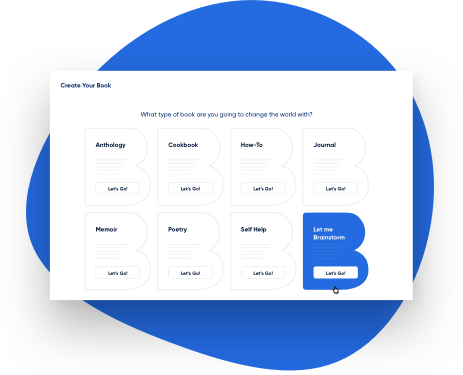 Create Your Book
What type of book are you going to change the world with?
Anthology
Cookbook
How-To
Journal
Let's Go!
Let's Go!
Let's Go!
Let's Go!
Memoir
Poetry
Self Help
Let me
Brainstorm
Let's Go!
Let's Go!
Let's Go!
Let's Go!